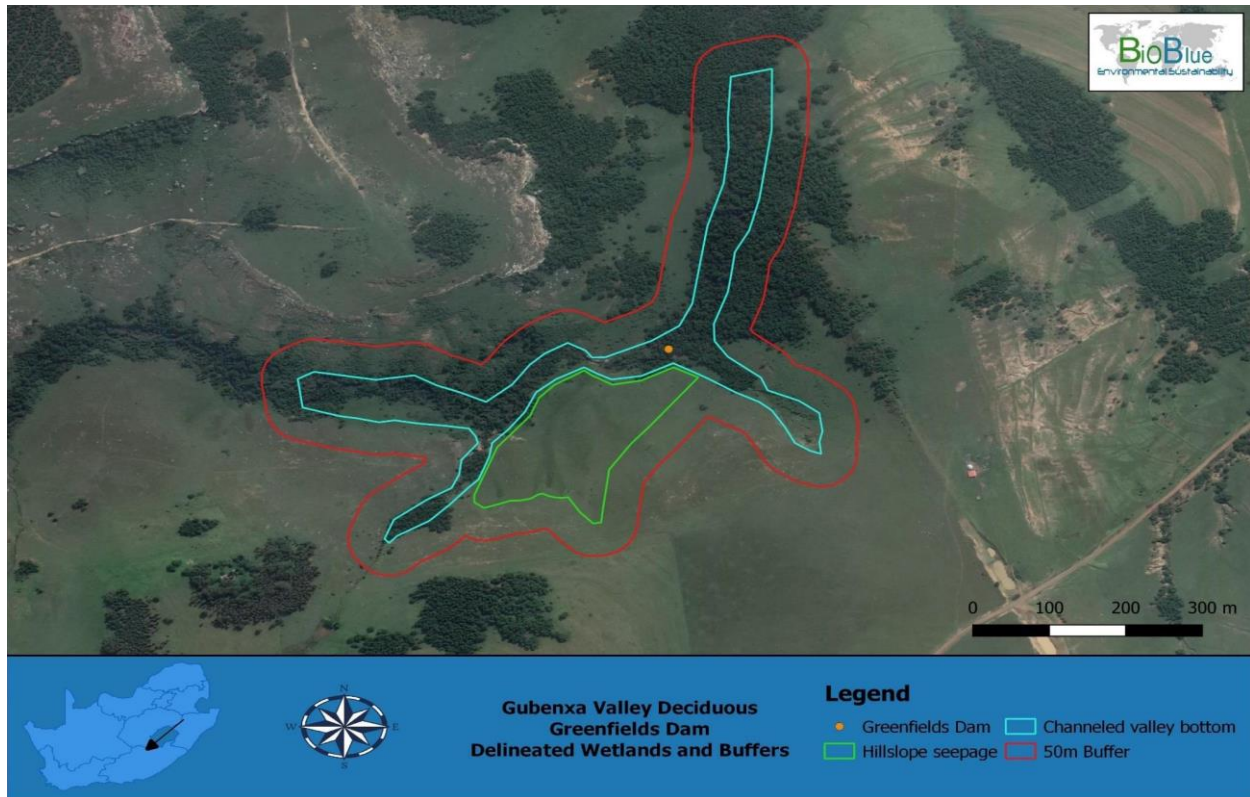 BioBlue
Environmental Sustainability
0 100 200 300 m
N
W E
S
Gubenxa Valley Deciduous
Greenfields Dam
Delineated Wetlands and Buffers
Legend
Greenfields Dam
Channeled valley bottom
Hillslope seepage
50m Buffer